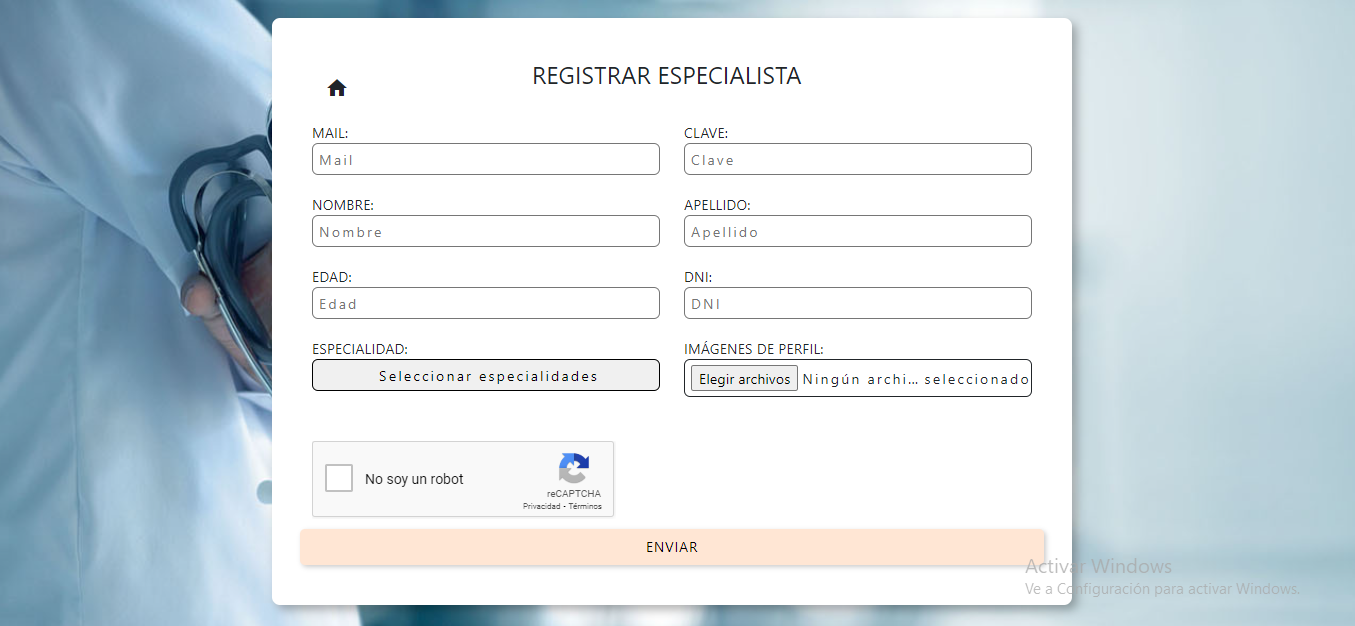 REGISTRAR ESPECIALISTA
MAIL:
Mail
CLAVE:
Clave
NOMBRE:
Nombre
APELLIDO:
Apellido
EDAD:
Edad
DNI:
DNI
ESPECIALIDAD:
Seleccionar especialidades
IMÁGENES DE PERFIL:
Elegir archivos Ningún archi... seleccionado
No soy un robot
reCAPTCHA
Privacidad - Términos
ENVIAR
Activar Windows
Ve a Configuración para activar Windows.